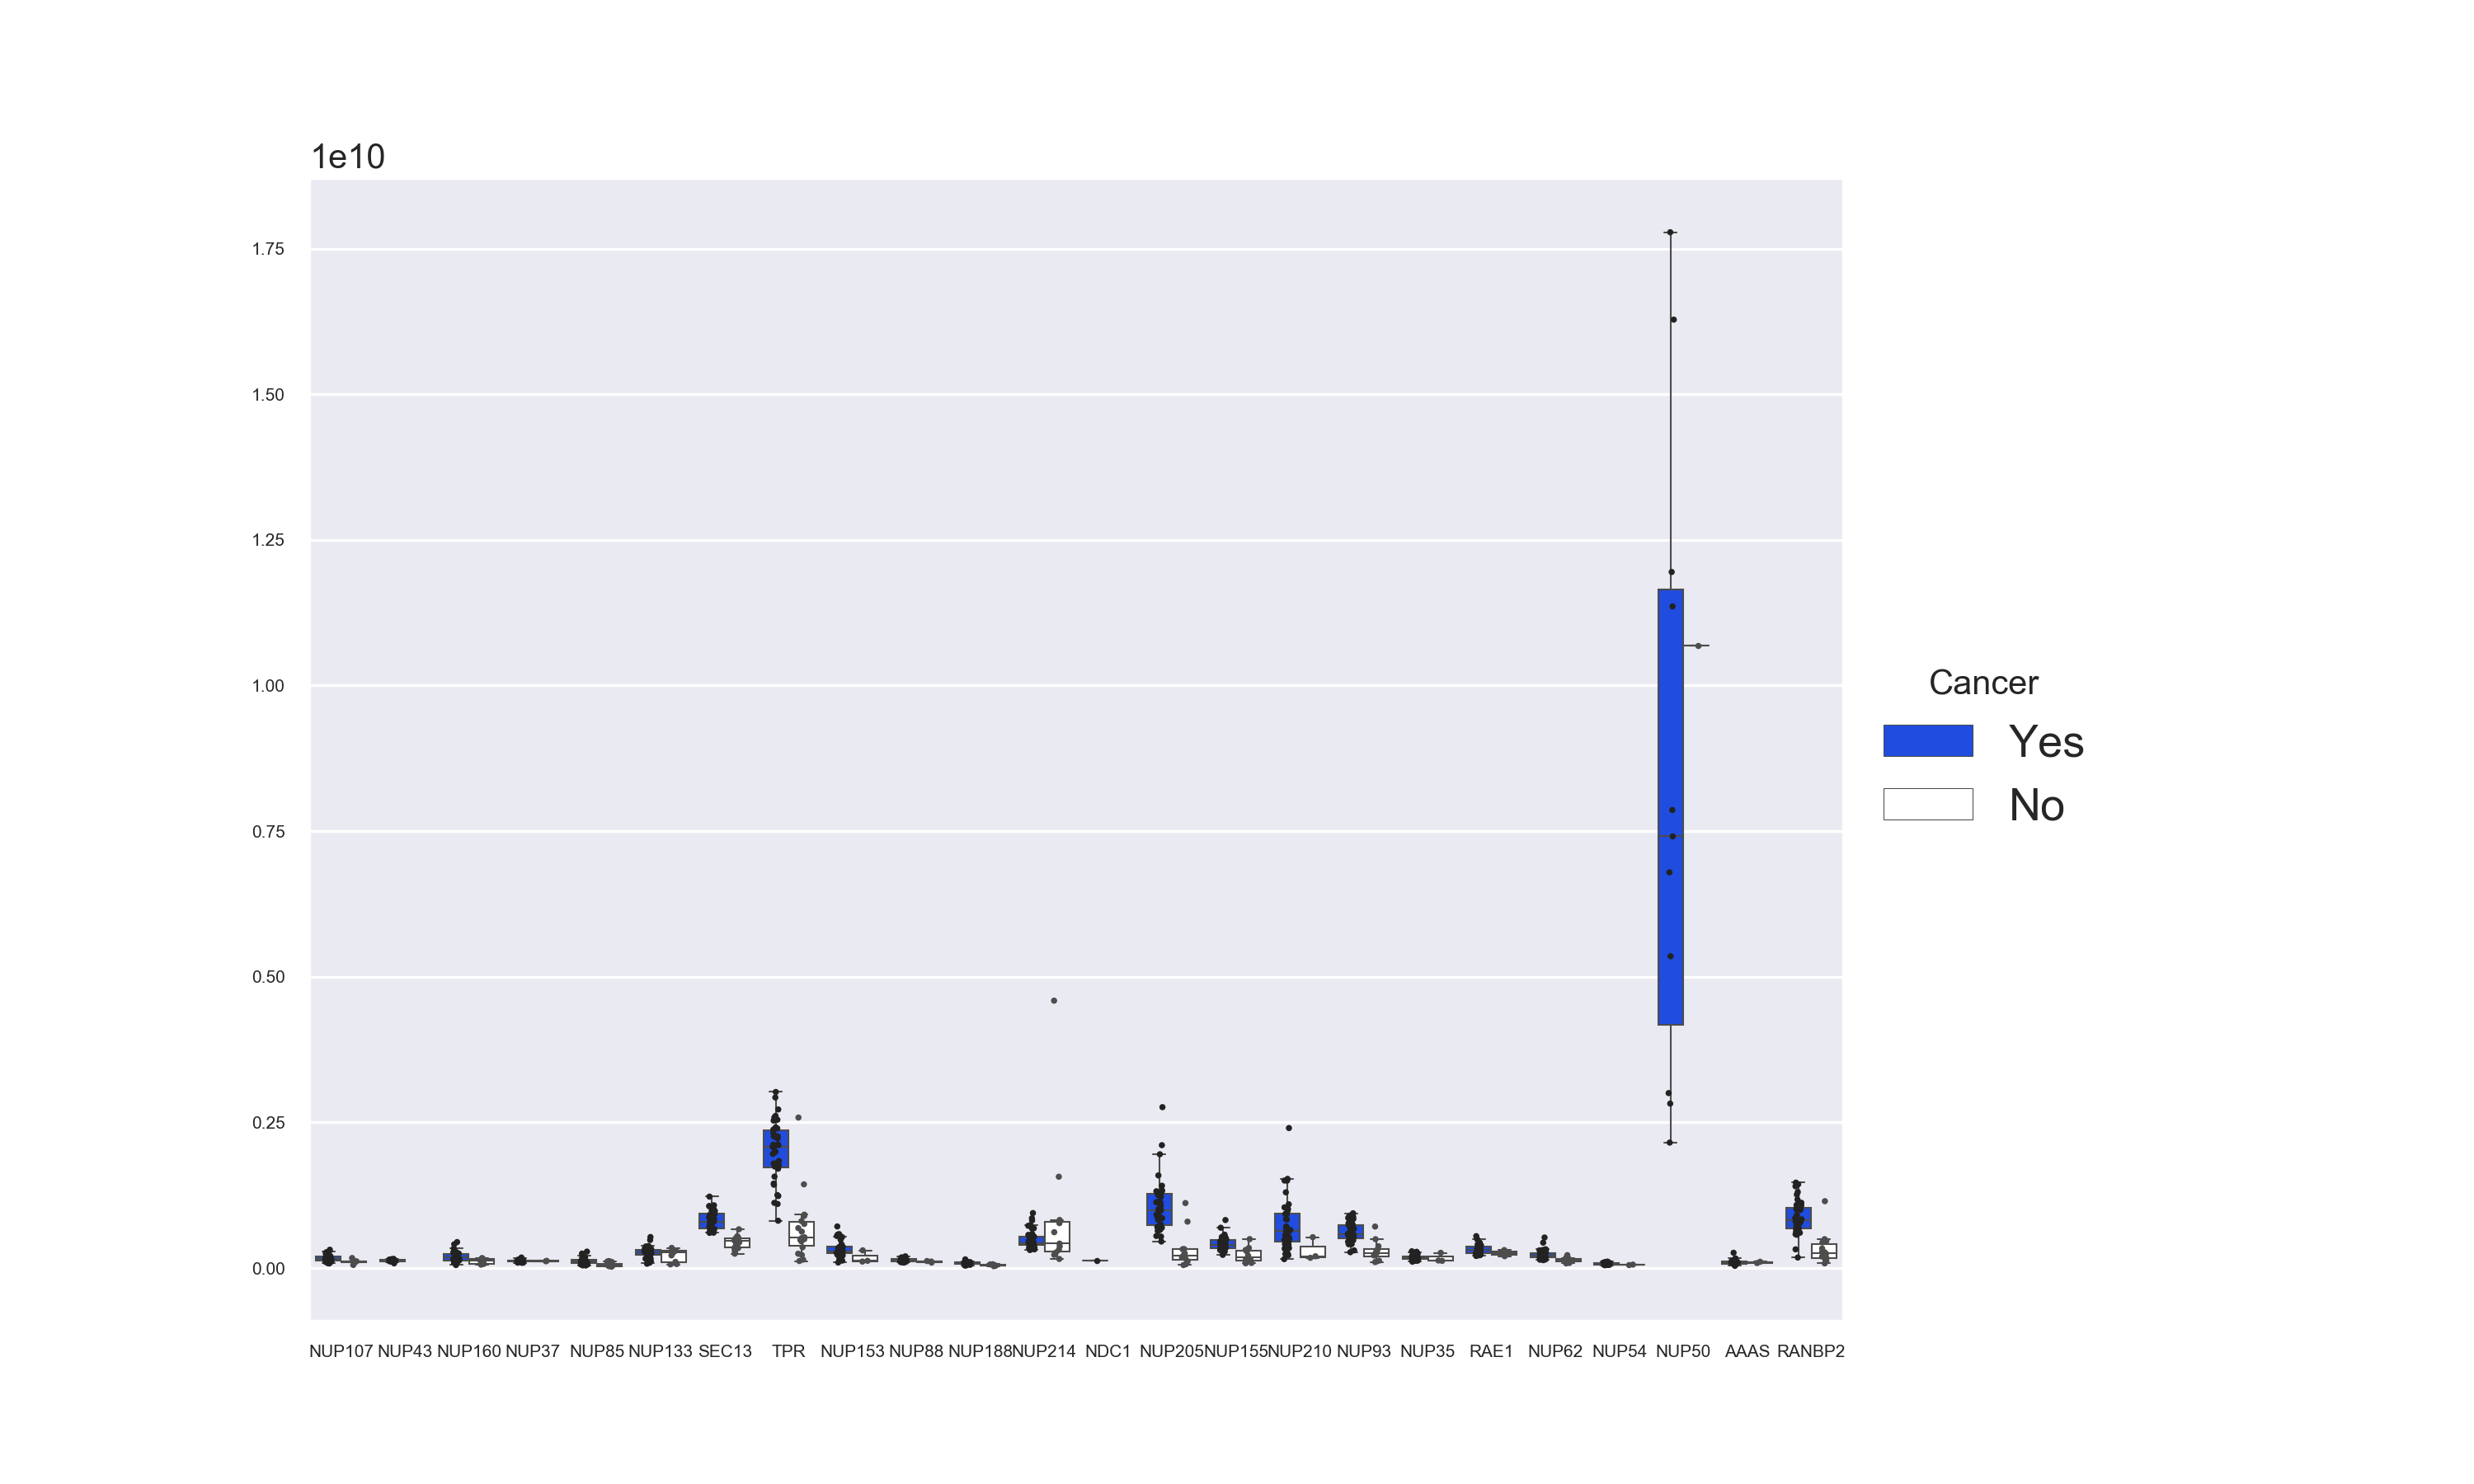 1e10
1.75
1.50
1.25
1.00
0.75
0.50
0.25
0.00
NUP107 NUP43 NUP160 NUP37 NUP85 NUP133 SEC13 TPR NUP153 NUP88 NUP188 NUP214 NDC1 NUP205 NUP155 NUP210 NUP93 NUP35 RAE1 NUP62 NUP54 NUP50 AAAS RANBP2
Cancer
Yes
No